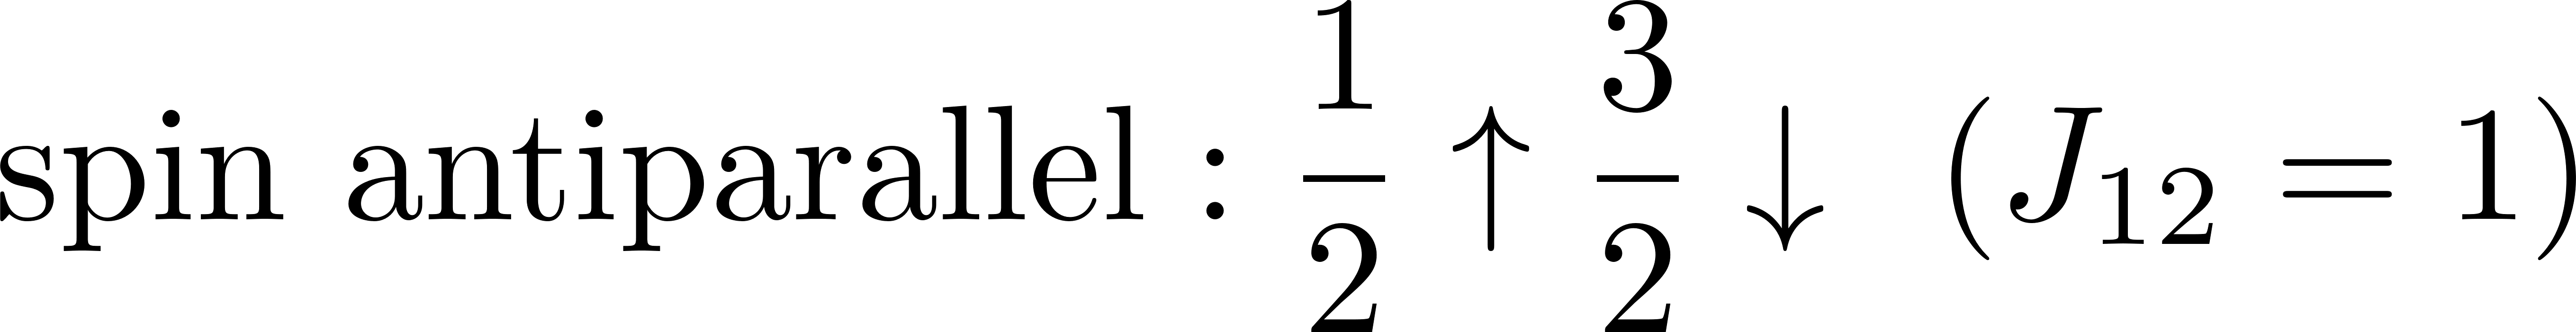 spin antiparallel : 1/2 ↑ 3/2 ↓ (J₁₂ = 1)